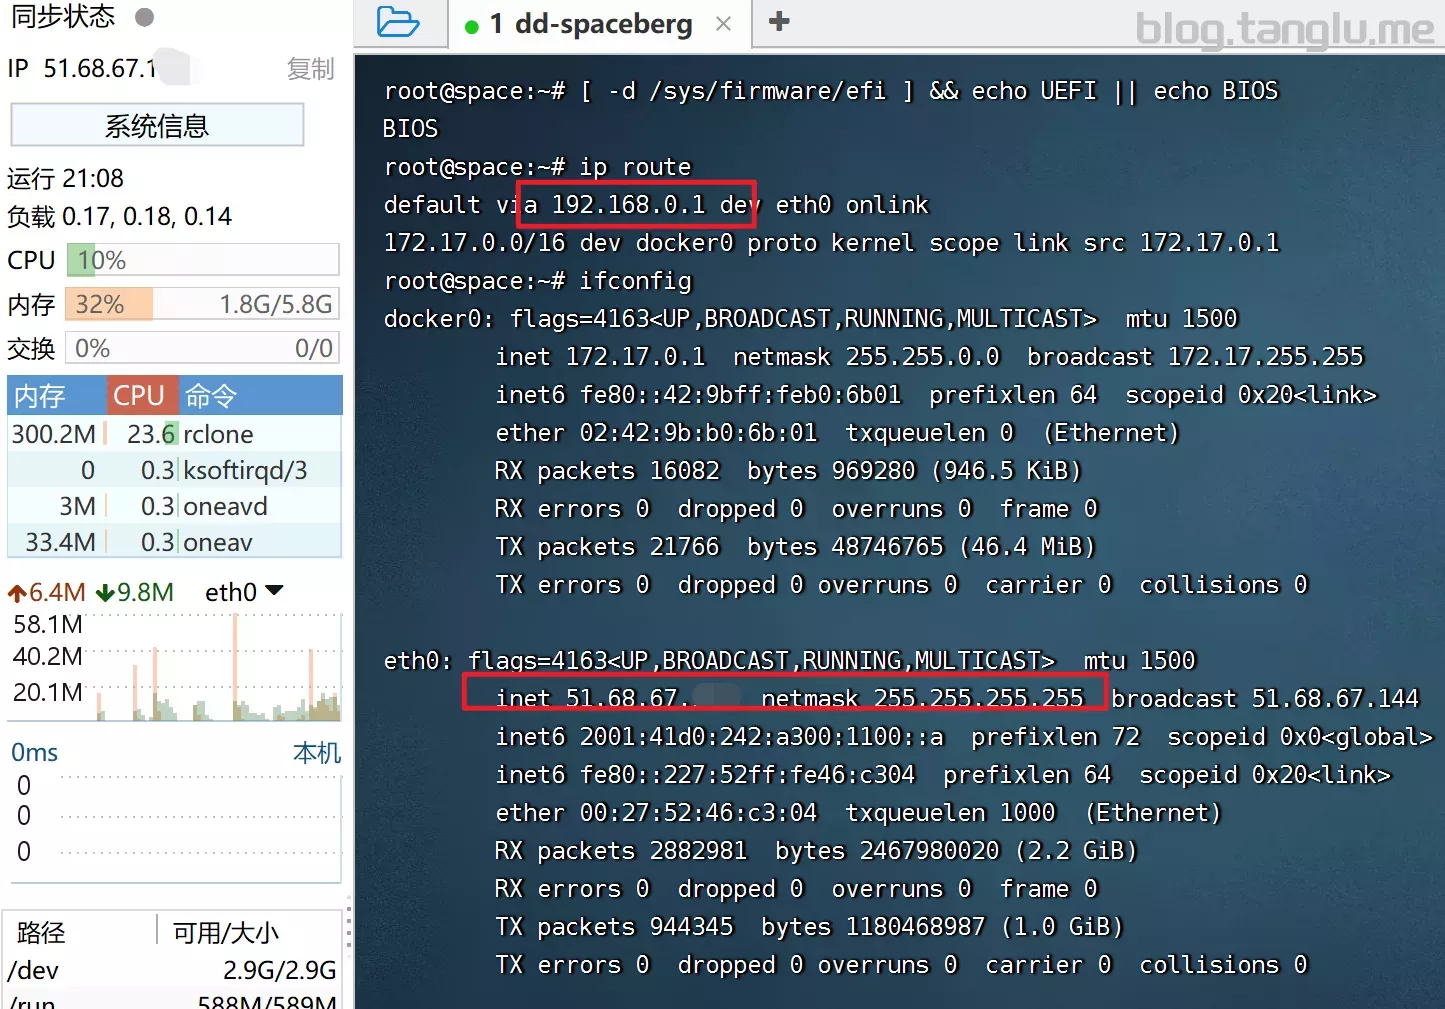 同步状态
IP 51.68.67.1
复制
系统信息
运行 21:08
负载 0.17, 0.18, 0.14
CPU 10%
内存 32% 1.8G/5.8G
交换 0% 0/0
内存 CPU 命令
300.2M 23.6 rclone
0 0.3 ksoftirqd/3
3M 0.3 oneavd
33.4M 0.3 oneav
6.4M 9.8M eth0
58.1M
40.2M
20.1M
0ms 本机
0
0
0
路径 可用/大小
/dev 2.9G/2.9G
/run 588M/589M
1 dd-spaceberg × +
blog.tanglu.me
root@space:~# [ -d /sys/firmware/efi ] && echo UEFI || echo BIOS
BIOS
root@space:~# ip route
default via 192.168.0.1 dev eth0 onlink
172.17.0.0/16 dev docker0 proto kernel scope link src 172.17.0.1
root@space:~# ifconfig
docker0: flags=4163<UP,BROADCAST,RUNNING,MULTICAST>  mtu 1500
inet 172.17.0.1  netmask 255.255.0.0  broadcast 172.17.255.255
inet6 fe80::42:9bff:feb0:6b01  prefixlen 64  scopeid 0x20<link>
ether 02:42:9b:b0:6b:01  txqueuelen 0  (Ethernet)
RX packets 16082  bytes 969280 (946.5 KiB)
RX errors 0  dropped 0  overruns 0  frame 0
TX packets 21766  bytes 48746765 (46.4 MiB)
TX errors 0  dropped 0 overruns 0  carrier 0  collisions 0
eth0: flags=4163<UP,BROADCAST,RUNNING,MULTICAST>  mtu 1500
inet 51.68.67.  netmask 255.255.255.255  broadcast 51.68.67.144
inet6 2001:41d0:242:a300:1100::a  prefixlen 72  scopeid 0x0<global>
inet6 fe80::227:52ff:fe46:c304  prefixlen 64  scopeid 0x20<link>
ether 00:27:52:46:c3:04  txqueuelen 1000  (Ethernet)
RX packets 2882981  bytes 2467980020 (2.2 GiB)
RX errors 0  dropped 0  overruns 0  frame 0
TX packets 944345  bytes 1180468987 (1.0 GiB)
TX errors 0  dropped 0 overruns 0  carrier 0  collisions 0